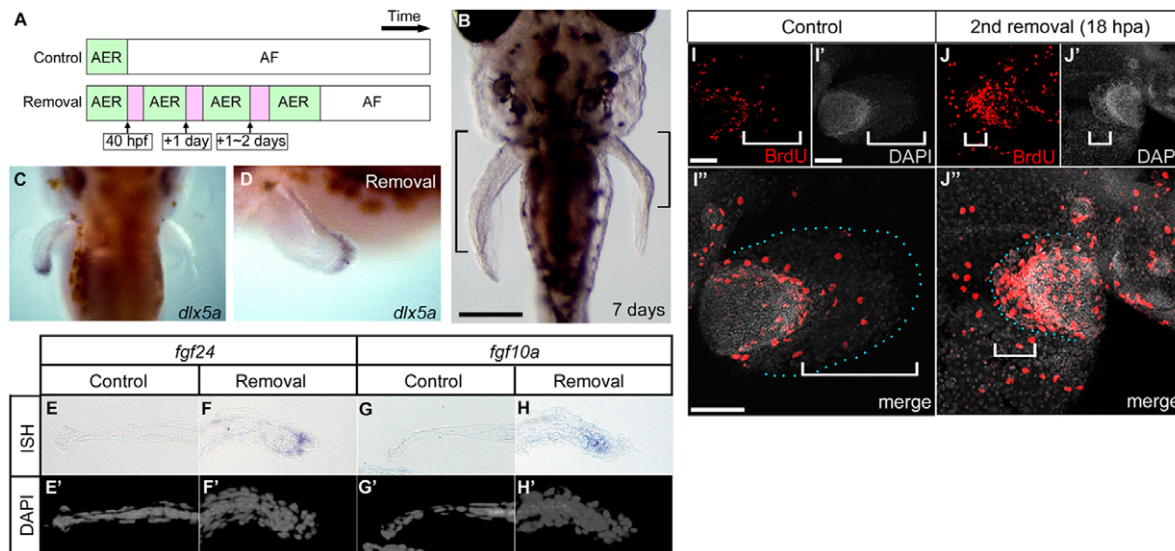 A
Time
Control
AER
AF
Removal
AER
AER
AER
AER
AF
40 hpf
+1 day
+1~2 days
B
7 days
C
dlx5a
D
Removal
dlx5a
fgf24
fgf10a
Control
Removal
Control
Removal
ISH
E
F
G
H
DAPI
E'
F'
G'
H'
Control
2nd removal (18 hpa)
I
BrdU
I'
DAPI
J
BrdU
J'
DAPI
I''
merge
J''
merge